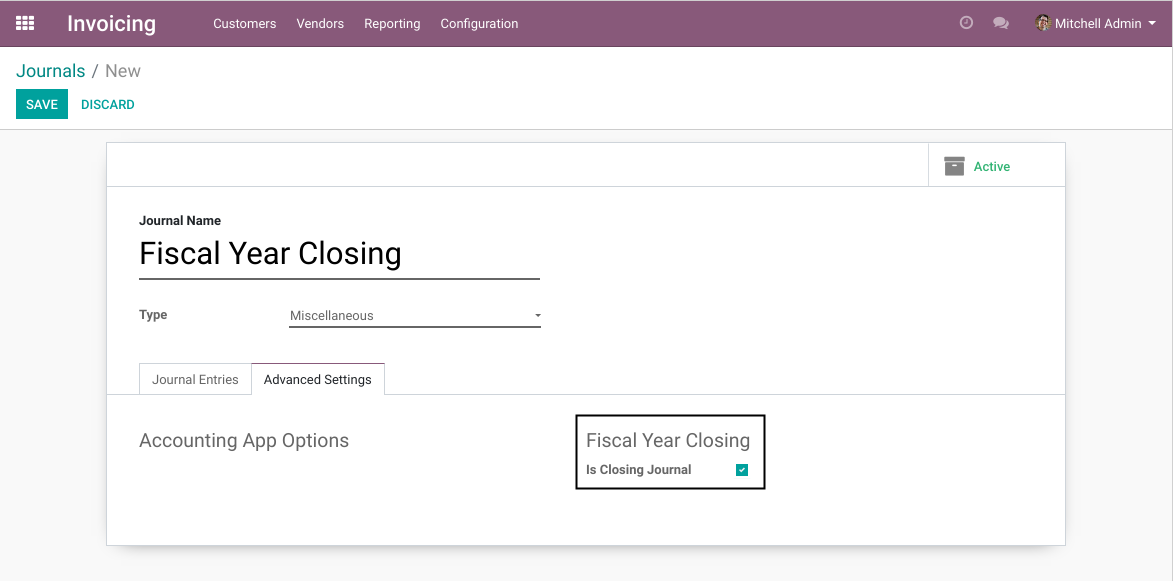 Invoicing Customers Vendors Reporting Configuration Mitchell Admin
Journals / New
SAVE DISCARD
Active
Journal Name
Fiscal Year Closing
Type Miscellaneous
Journal Entries Advanced Settings
Accounting App Options Fiscal Year Closing
Is Closing Journal